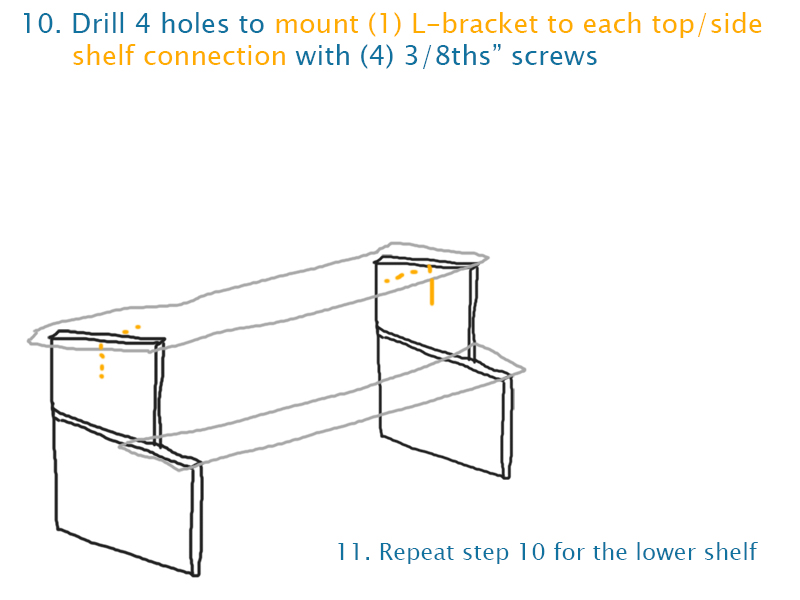 10. Drill 4 holes to mount (1) L-bracket to each top/side
shelf connection with (4) 3/8ths” screws
11. Repeat step 10 for the lower shelf